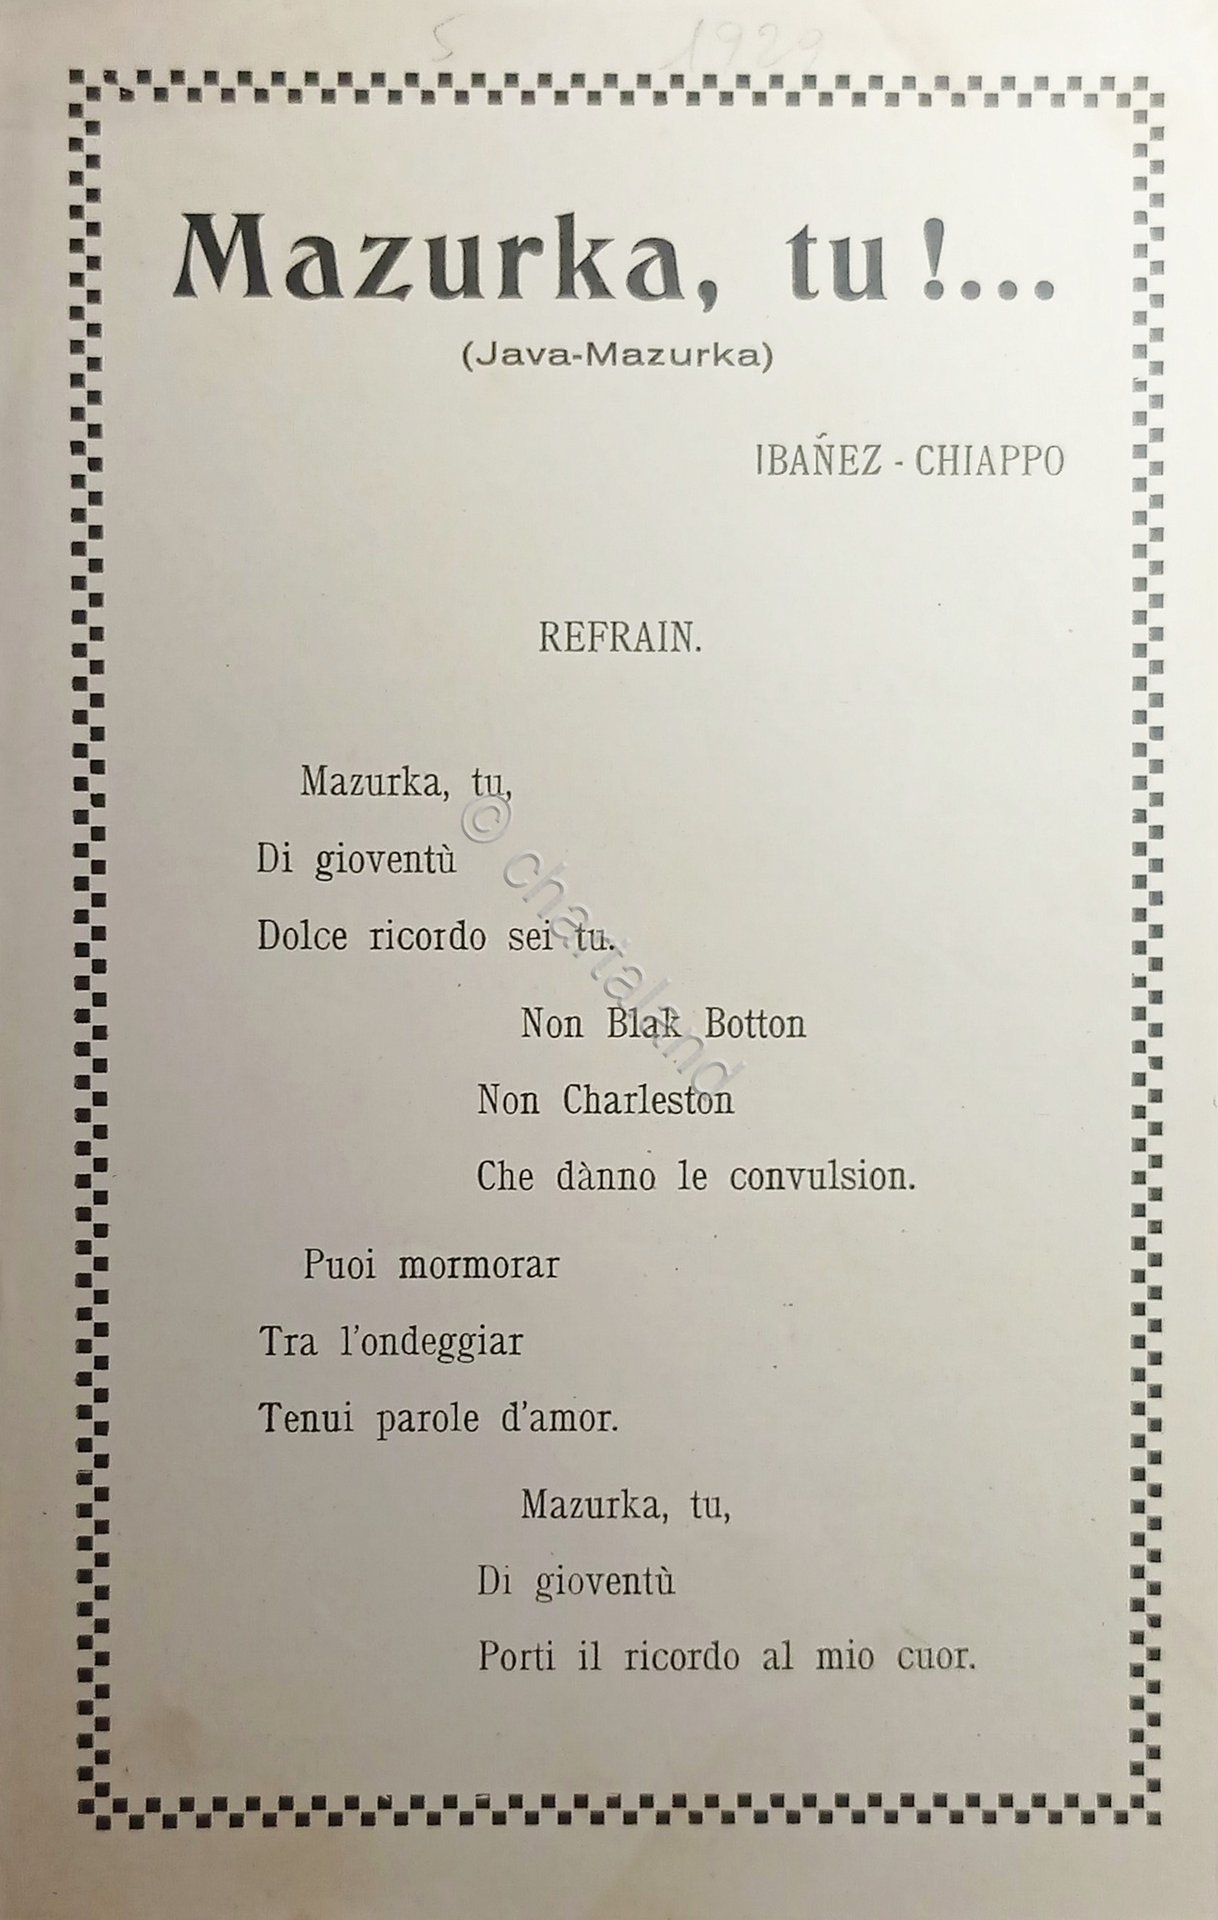 5 1929
Mazurka, tu !...
(Java-Mazurka)
IBAÑEZ - CHIAPPO
REFRAIN.
Mazurka, tu,
Di gioventù
Dolce ricordo sei tu.
Non Blak Botton
Non Charleston
Che dànno le convulsion.
Puoi mormorar
Tra l'ondeggiar
Tenui parole d'amor.
Mazurka, tu,
Di gioventù
Porti il ricordo al mio cuor.
© chartaland